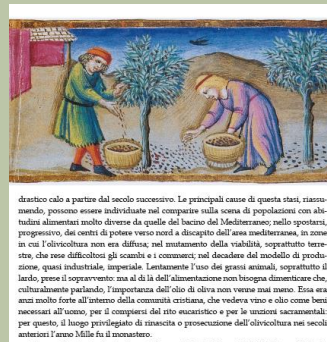 drastico calo a partire dal secolo successivo. Le principali cause di questa stasi, riassu-
mendo, possono essere individuate nel comparire sulla scena di popolazioni con abi-
tudini alimentari molto diverse da quelle del bacino del Mediterraneo; nello spostarsi,
progressivo, dei centri di potere verso nord a discapito dell'area mediterranea, in zone
in cui l'olivicoltura non era diffusa; nel mutamento della viabilità, soprattutto terre-
stre, che rese difficoltosi gli scambi e i commerci; nel decadere del modello di produ-
zione, quasi industriale, imperiale. Lentamente l'uso dei grassi animali, soprattutto il
lardo, prese il sopravvento: ma al di là dell'alimentazione non bisogna dimenticare che,
culturalmente parlando, l'importanza dell'olio di oliva non venne mai meno. Essa era
anzi molto forte all'interno della comunità cristiana, che vedeva vino e olio come beni
necessari all'uomo, per il compiersi del rito eucaristico e per le unzioni sacramentali:
per questo, il luogo privilegiato di rinascita o prosecuzione dell'olivicoltura nei secoli
anteriori l'anno Mille fu il monastero.